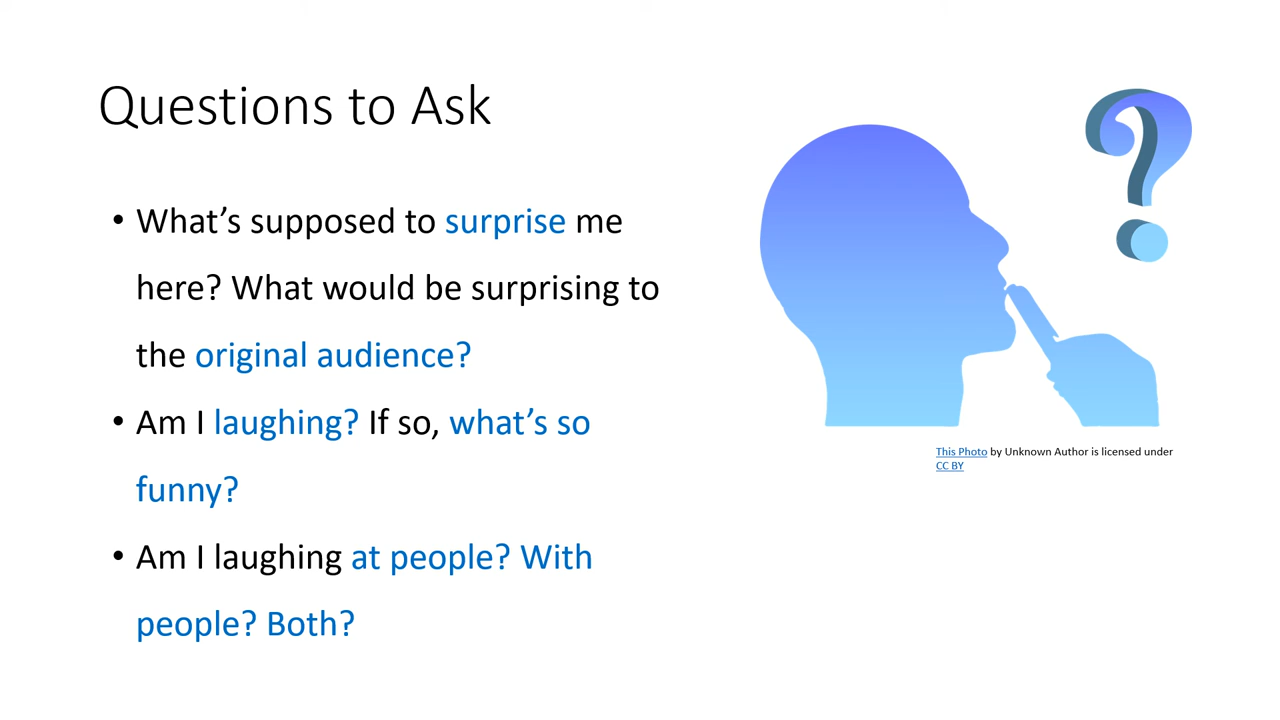 Questions to Ask
• What’s supposed to surprise me
here? What would be surprising to
the original audience?
• Am I laughing? If so, what’s so
funny?
• Am I laughing at people? With
people? Both?
?
This Photo by Unknown Author is licensed under
CC BY